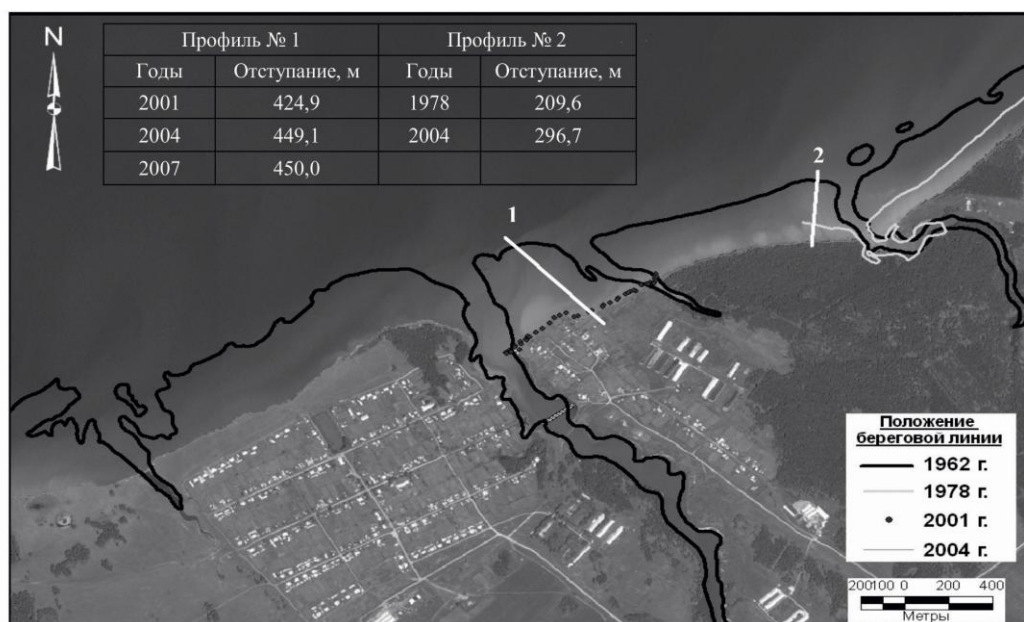 N
Профиль № 1 Профиль № 2
Годы Отступание, м Годы Отступание, м
2001 424,9 1978 209,6
2004 449,1 2004 296,7
2007 450,0
2
1
Положение
береговой линии
1962 г.
1978 г.
2001 г.
2004 г.
200100 0 200 400
Метры